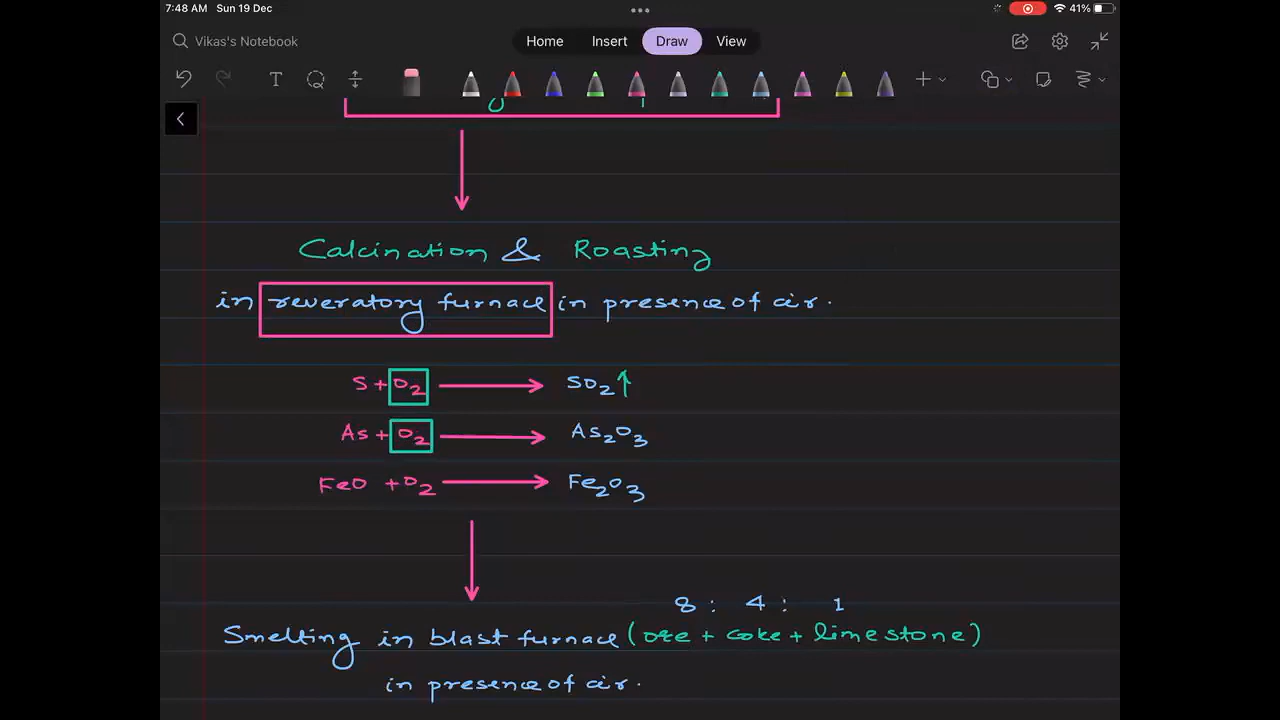 7:48 AM Sun 19 Dec
41%
Vikas's Notebook
Home Insert Draw View
Calcination & Roasting
in reveratory furnace in presence of air.
S + O2 → SO2 ↑
As + O2 → As2O3
FeO + O2 → Fe2O3
8 : 4 : 1
Smelting in blast furnace (ore + coke + limestone)
in presence of air.